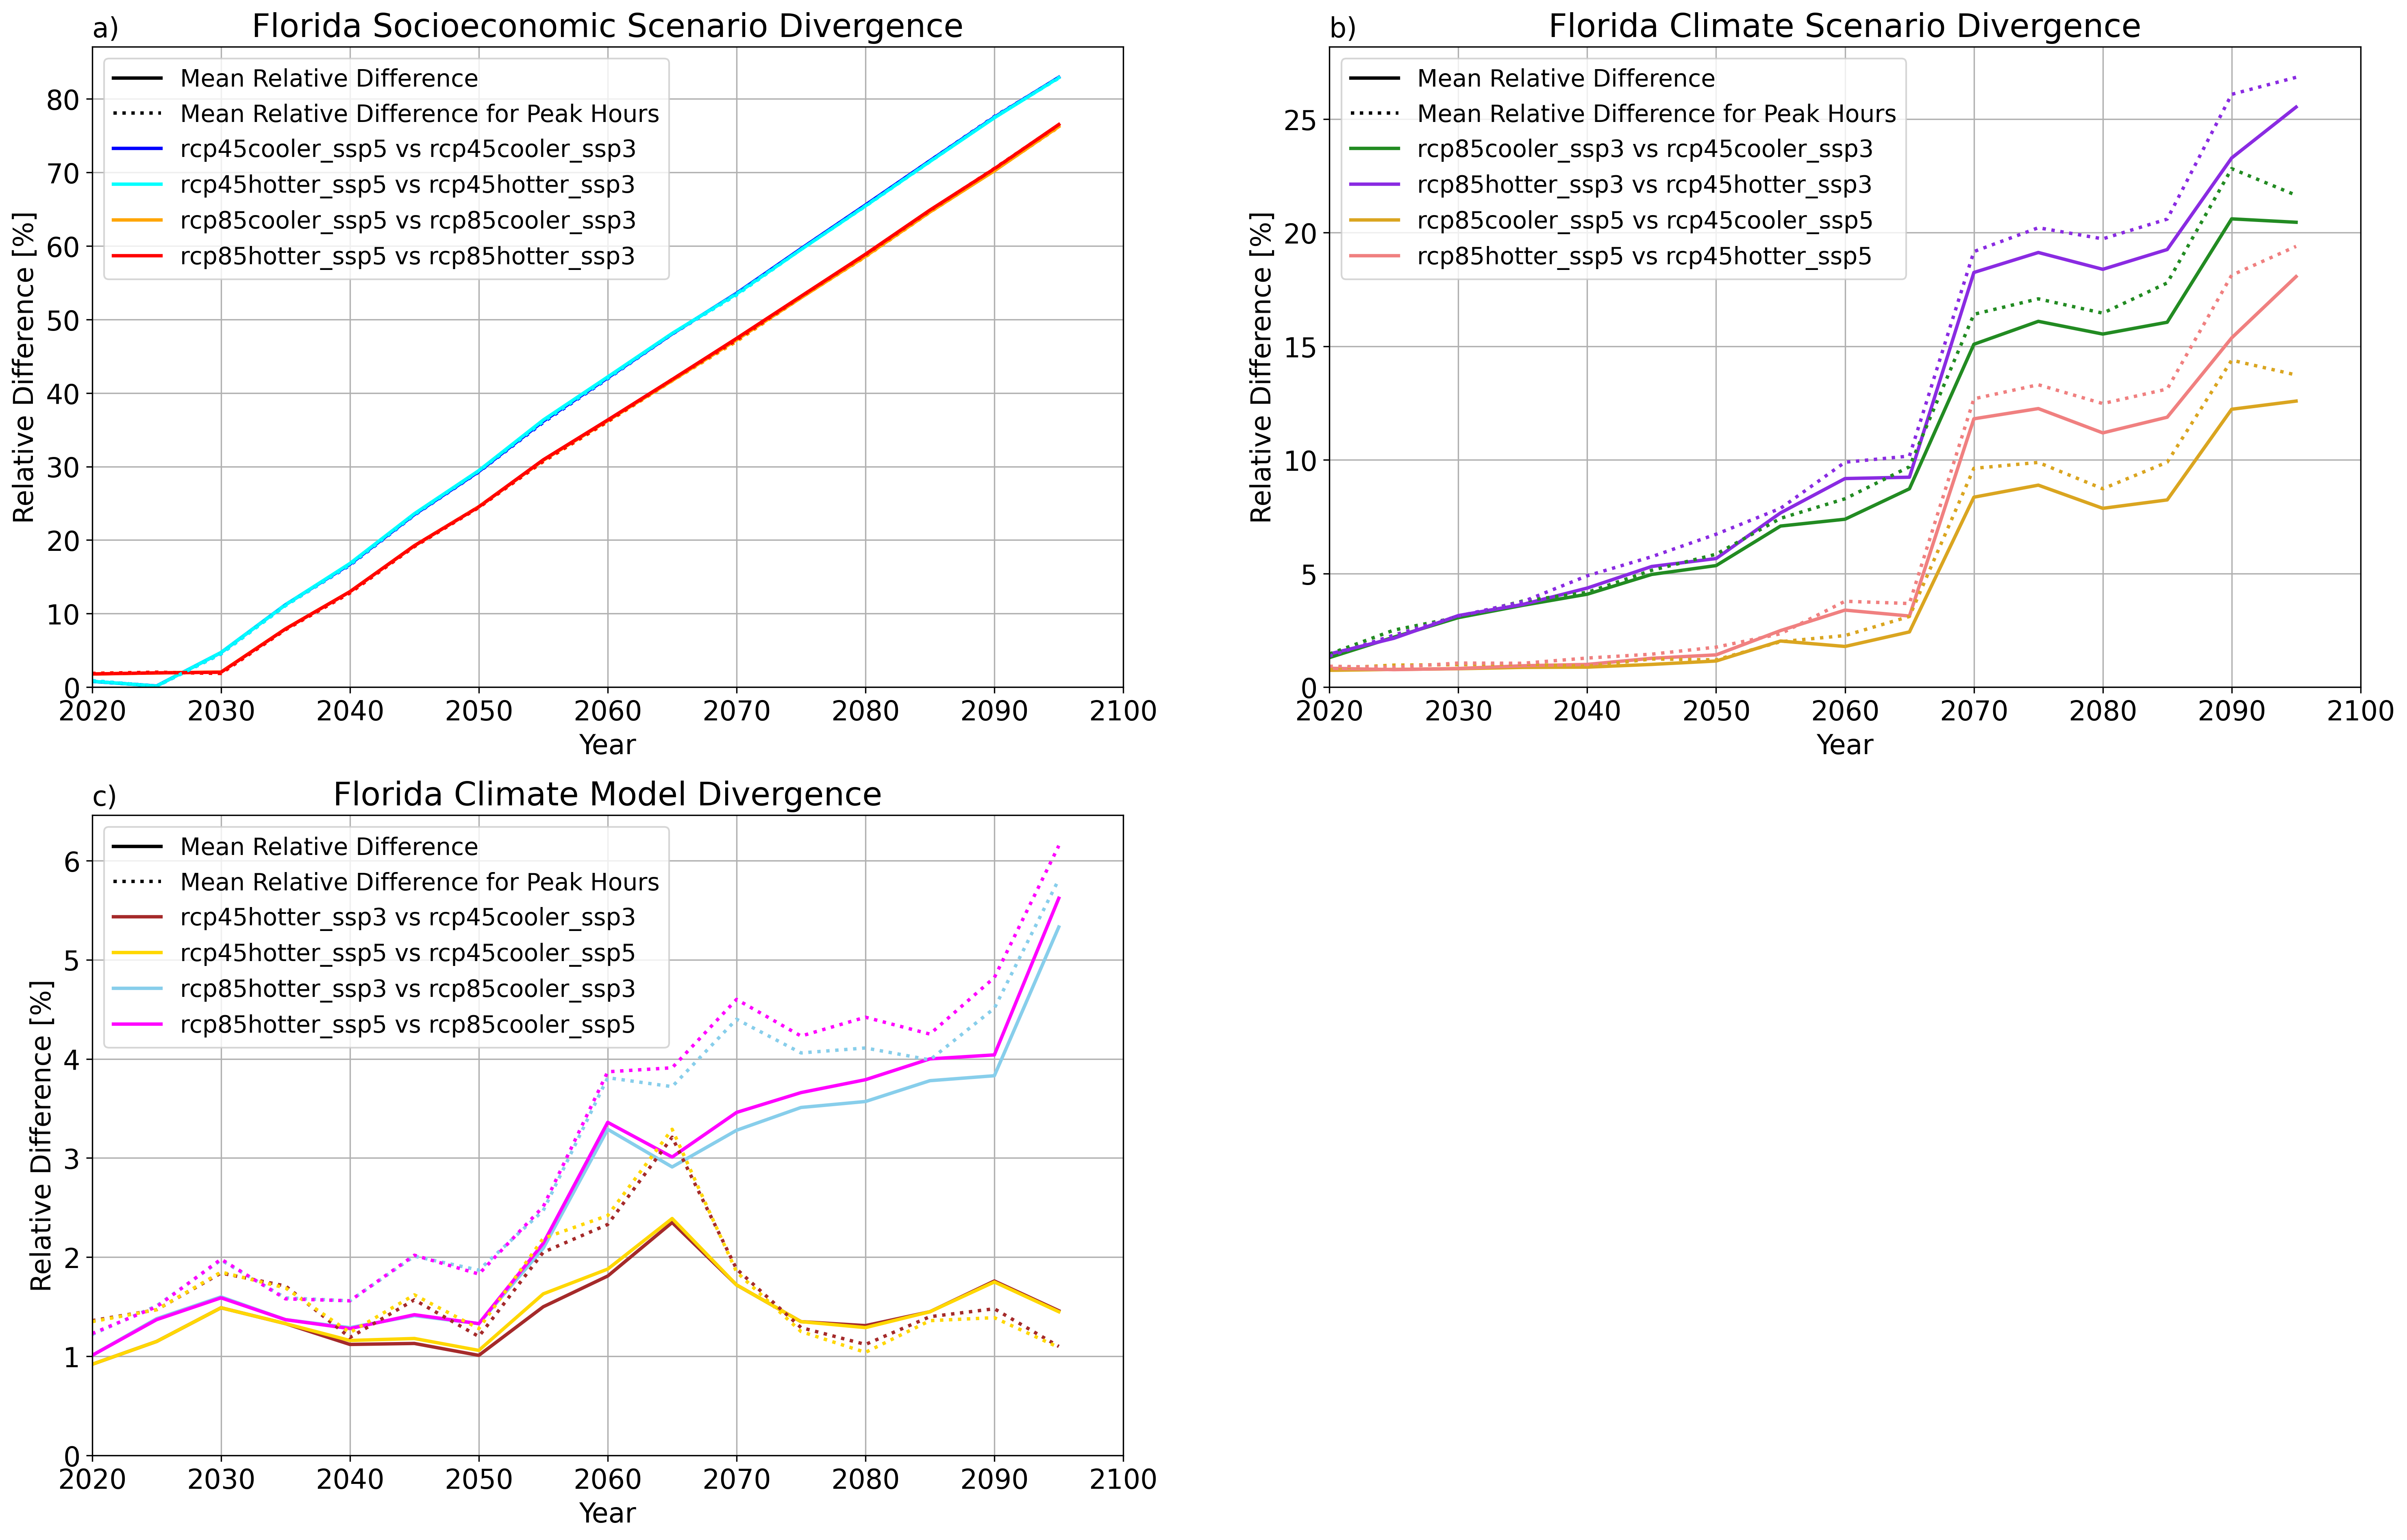 a)
Florida Socioeconomic Scenario Divergence
Mean Relative Difference
Mean Relative Difference for Peak Hours
rcp45cooler_ssp5 vs rcp45cooler_ssp3
rcp45hotter_ssp5 vs rcp45hotter_ssp3
rcp85cooler_ssp5 vs rcp85cooler_ssp3
rcp85hotter_ssp5 vs rcp85hotter_ssp3
Relative Difference [%]
80
70
60
50
40
30
20
10
0
2020 2030 2040 2050 2060 2070 2080 2090 2100
Year
b)
Florida Climate Scenario Divergence
Mean Relative Difference
Mean Relative Difference for Peak Hours
rcp85cooler_ssp3 vs rcp45cooler_ssp3
rcp85hotter_ssp3 vs rcp45hotter_ssp3
rcp85cooler_ssp5 vs rcp45cooler_ssp5
rcp85hotter_ssp5 vs rcp45hotter_ssp5
Relative Difference [%]
25
20
15
10
5
0
2020 2030 2040 2050 2060 2070 2080 2090 2100
Year
c)
Florida Climate Model Divergence
Mean Relative Difference
Mean Relative Difference for Peak Hours
rcp45hotter_ssp3 vs rcp45cooler_ssp3
rcp45hotter_ssp5 vs rcp45cooler_ssp5
rcp85hotter_ssp3 vs rcp85cooler_ssp3
rcp85hotter_ssp5 vs rcp85cooler_ssp5
Relative Difference [%]
6
5
4
3
2
1
0
2020 2030 2040 2050 2060 2070 2080 2090 2100
Year